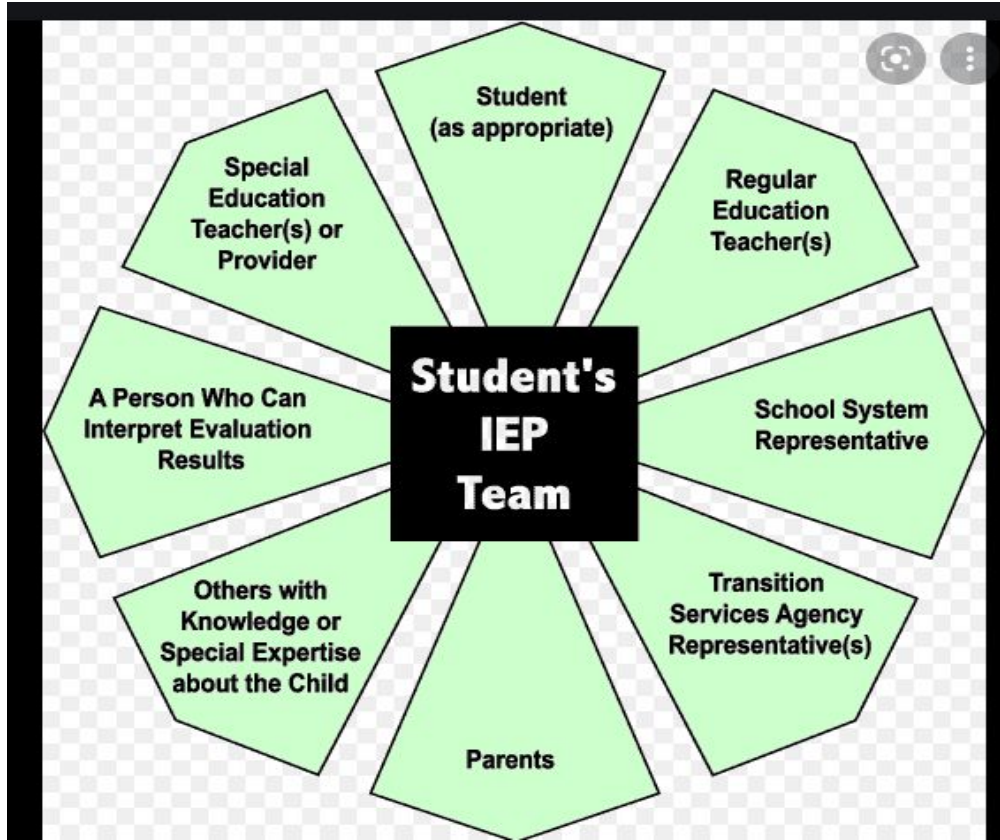 Student
(as appropriate)
Regular
Education
Teacher(s)
School System
Representative
Transition
Services Agency
Representative(s)
Parents
Others with
Knowledge or
Special Expertise
about the Child
A Person Who Can
Interpret Evaluation
Results
Special
Education
Teacher(s) or
Provider
Student's
IEP
Team